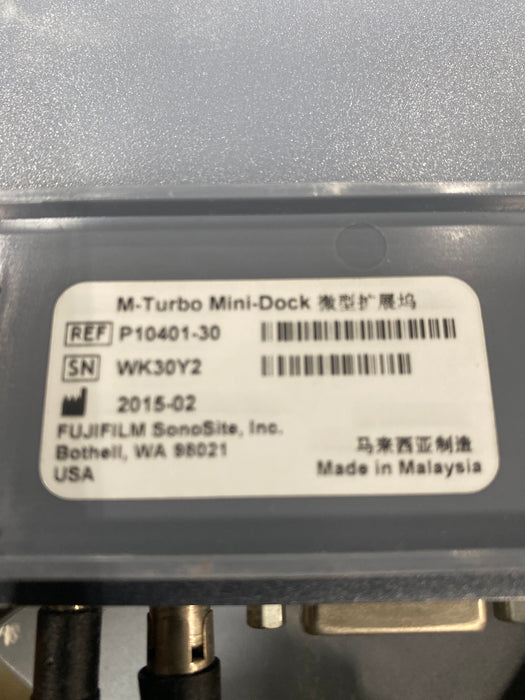 M-Turbo Mini-Dock 微型扩展坞
REF P10401-30
SN WK30Y2
2015-02
FUJIFILM SonoSite, Inc.
Bothell, WA 98021
USA
马来西亚制造
Made in Malaysia